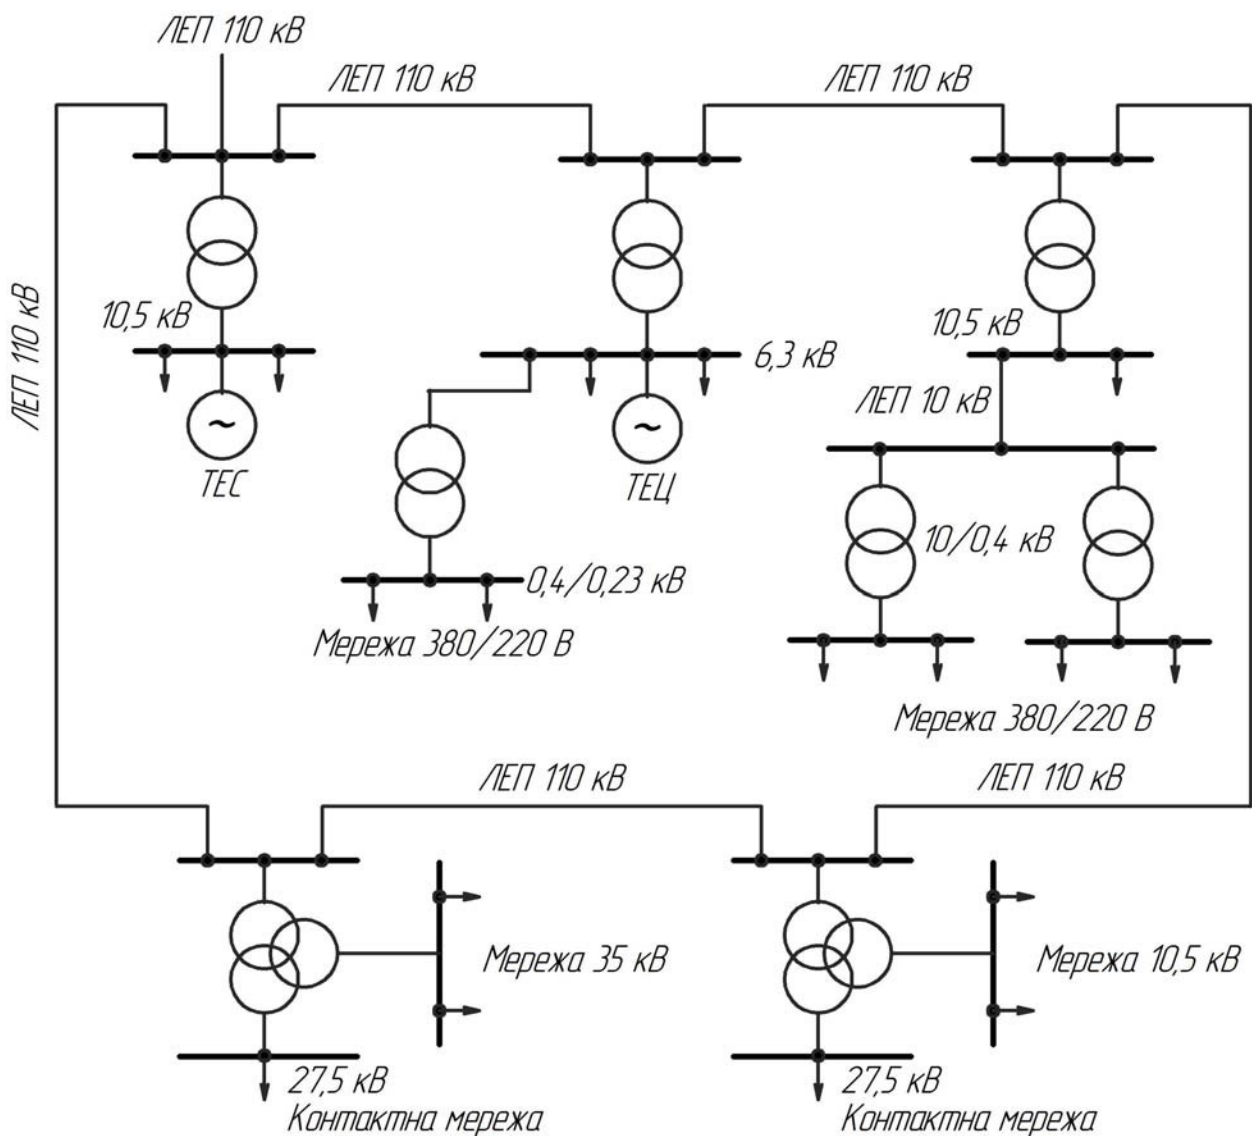 ЛЕП 110 кВ
ЛЕП 110 кВ
ЛЕП 110 кВ
ЛЕП 110 кВ
10,5 кВ
10,5 кВ
6,3 кВ
ЛЕП 10 кВ
~
~
ТЕС
ТЕЦ
10/0,4 кВ
0,4/0,23 кВ
Мережа 380/220 В
Мережа 380/220 В
ЛЕП 110 кВ
ЛЕП 110 кВ
Мережа 35 кВ
Мережа 10,5 кВ
27,5 кВ
Контактна мережа
27,5 кВ
Контактна мережа